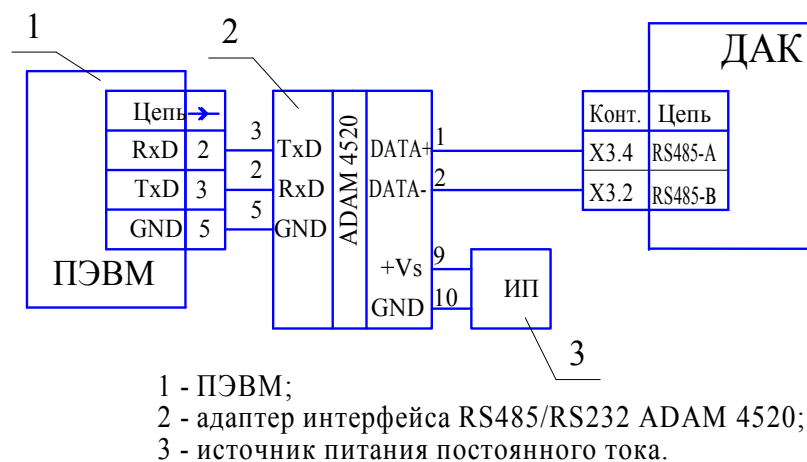 1
2
ДАК
Цепь
RxD 2
TxD 3
GND 5
ПЭВМ
3
2
5
TxD
RxD
GND
ADAM 4520
DATA+
DATA-
+Vs
GND
1
2
9
10
ИП
3
Конт. Цепь
X3.4 RS485-A
X3.2 RS485-B
1 - ПЭВМ;
2 - адаптер интерфейса RS485/RS232 ADAM 4520;
3 - источник питания постоянного тока.